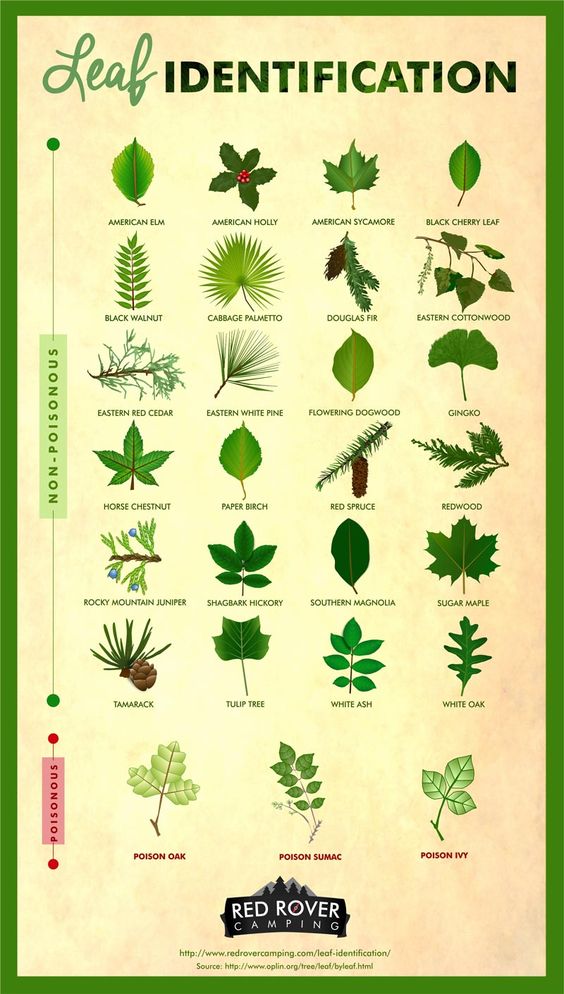 Leaf IDENTIFICATION
NON-POISONOUS
AMERICAN ELM
AMERICAN HOLLY
AMERICAN SYCAMORE
BLACK CHERRY LEAF
BLACK WALNUT
CABBAGE PALMETTO
DOUGLAS FIR
EASTERN COTTONWOOD
EASTERN RED CEDAR
EASTERN WHITE PINE
FLOWERING DOGWOOD
GINGKO
HORSE CHESTNUT
PAPER BIRCH
RED SPRUCE
REDWOOD
ROCKY MOUNTAIN JUNIPER
SHAGBARK HICKORY
SOUTHERN MAGNOLIA
SUGAR MAPLE
TAMARACK
TULIP TREE
WHITE ASH
WHITE OAK
POISONOUS
POISON OAK
POISON SUMAC
POISON IVY
RED ROVER
CAMPING
http://www.redrovercamping.com/leaf-identification/
Source: http://www.oplin.org/tree/leaf/byleaf.html